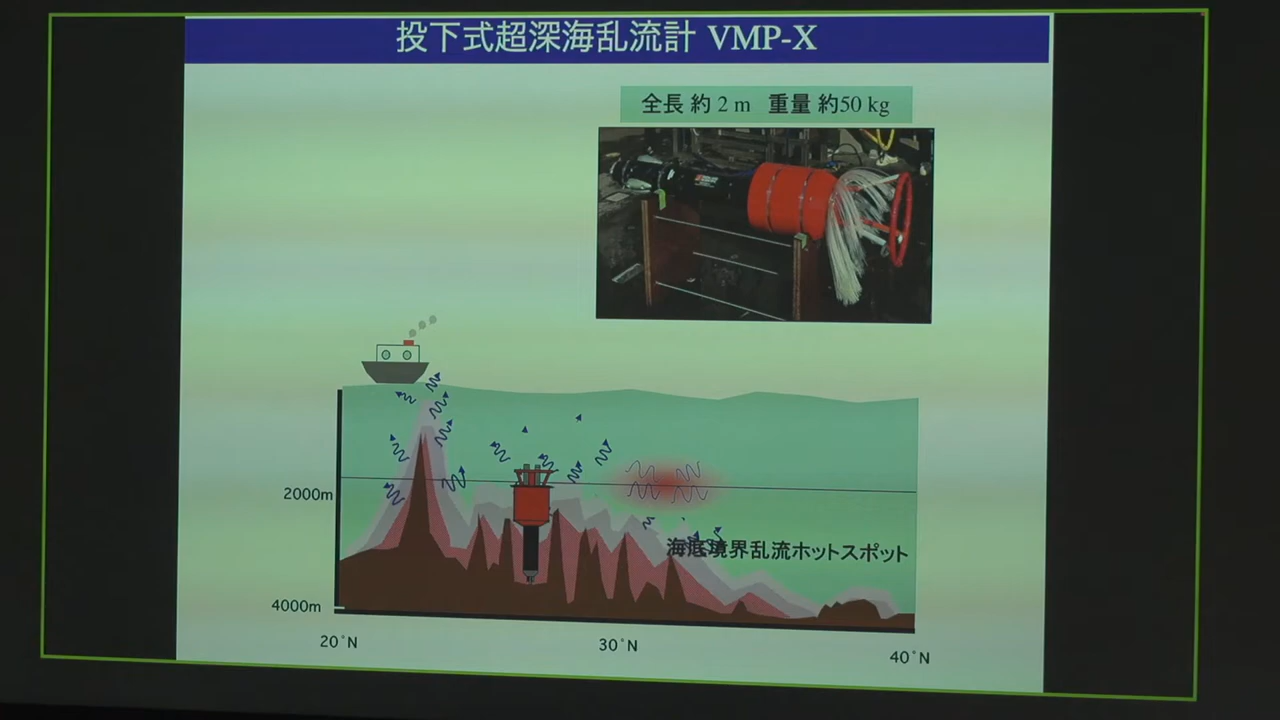 投下式超深海乱流計 VMP-X
全長 約 2 m 重量 約50 kg
2000m
海底境界乱流ホットスポット
4000m
20°N
30°N
40°N